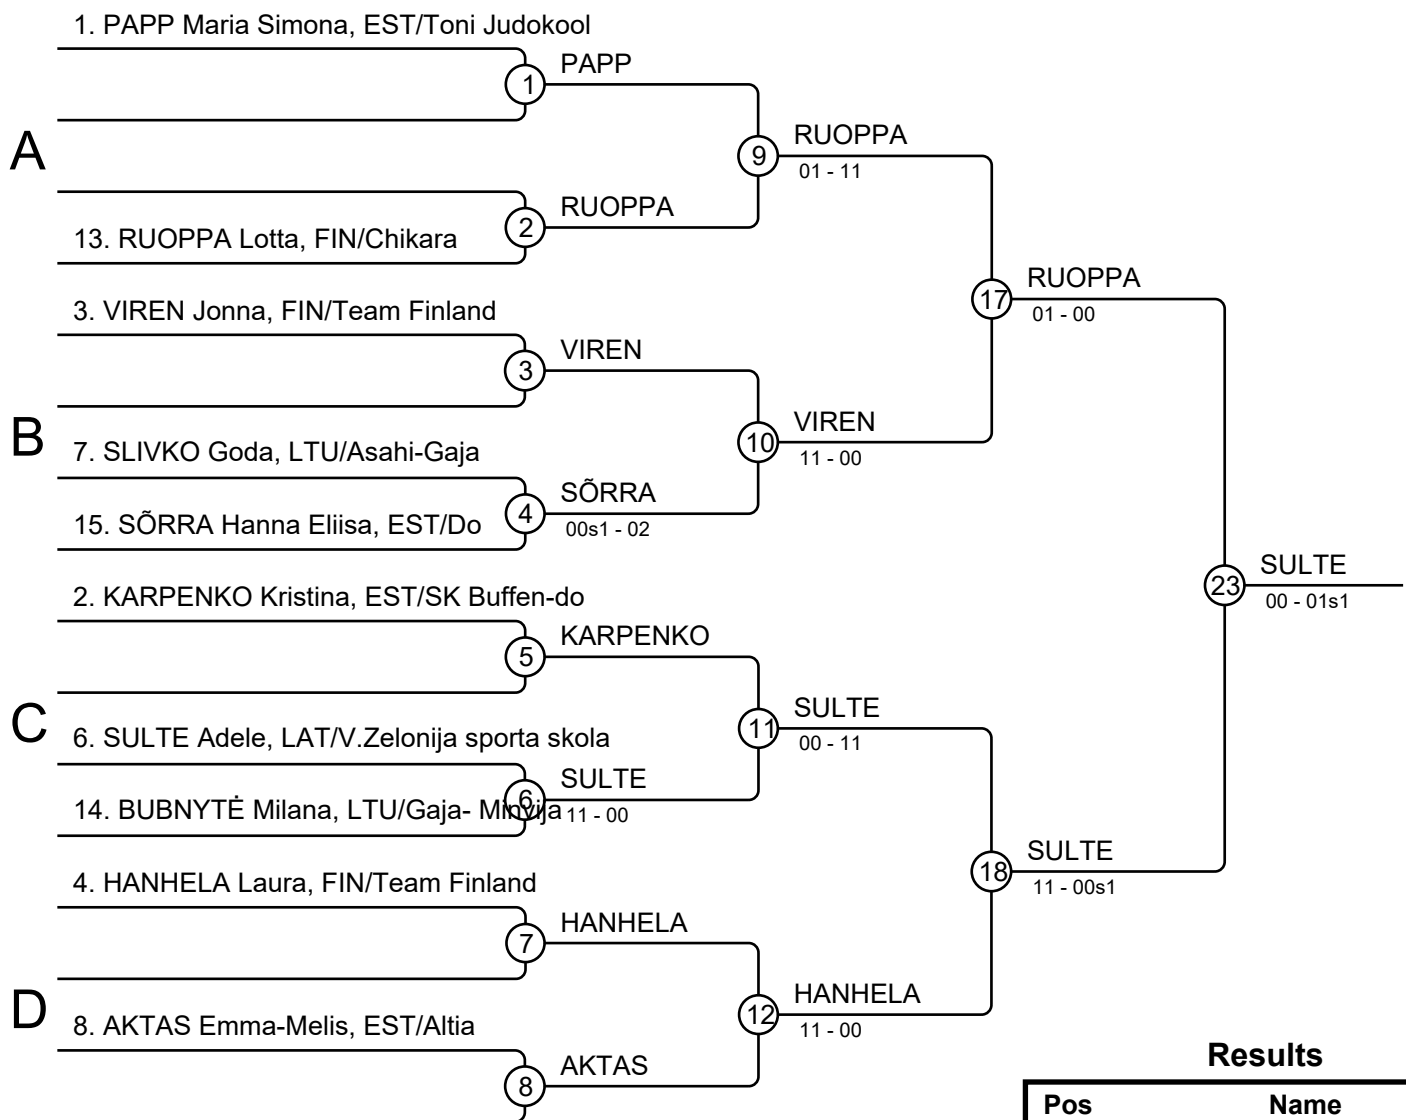 1. PAPP Maria Simona, EST/Toni Judokool
1
PAPP
A
9
RUOPPA
01 - 11
2
RUOPPA
13. RUOPPA Lotta, FIN/Chikara
17
RUOPPA
01 - 00
3. VIREN Jonna, FIN/Team Finland
3
VIREN
B
10
VIREN
11 - 00
7. SLIVKO Goda, LTU/Asahi-Gaja
4
SÕRRA
00s1 - 02
15. SÕRRA Hanna Eliisa, EST/Do
23
SULTE
00 - 01s1
2. KARPENKO Kristina, EST/SK Buffen-do
5
KARPENKO
C
11
SULTE
00 - 11
6. SULTE Adele, LAT/V.Zelonija sporta skola
6
SULTE
11 - 00
14. BUBNYTĖ Milana, LTU/Gaja- Minvija
18
SULTE
11 - 00s1
4. HANHELA Laura, FIN/Team Finland
7
HANHELA
D
12
HANHELA
11 - 00
8. AKTAS Emma-Melis, EST/Altia
8
AKTAS
Results
Pos Name